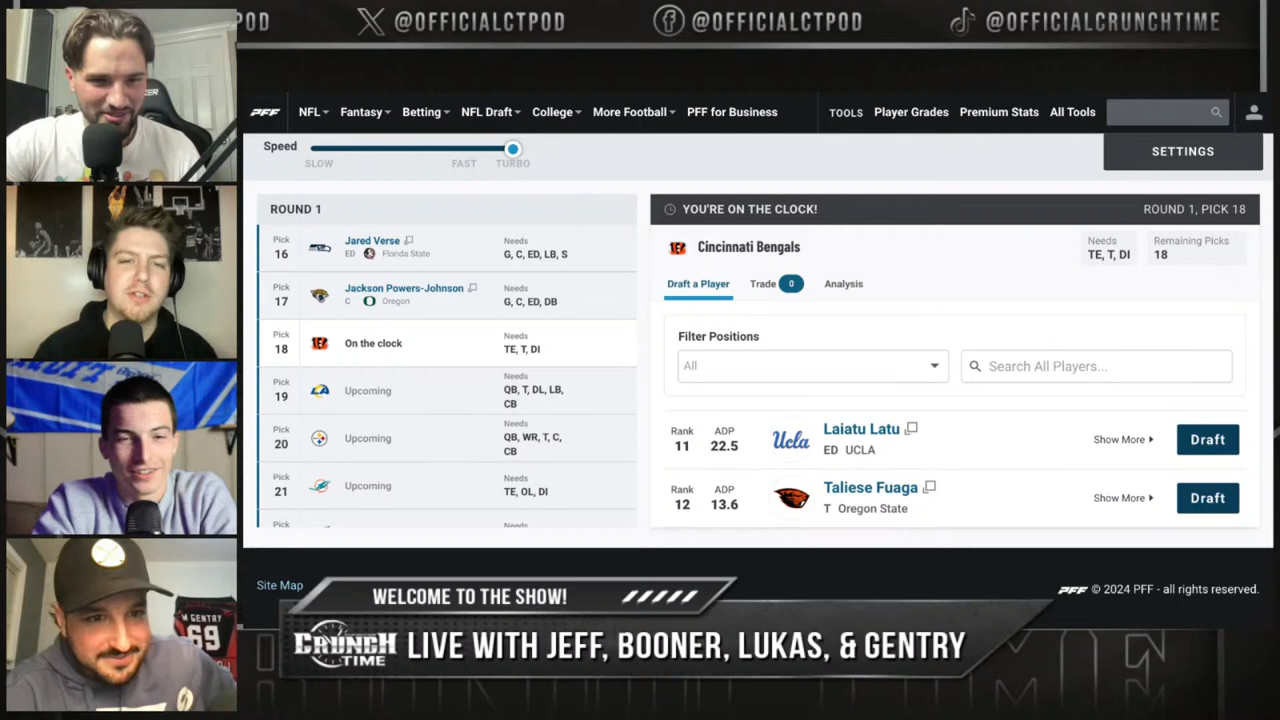 POD
@OFFICIALCTPOD
@OFFICIALCTPOD
@OFFICIALCRUNCHTIME
PFF
NFL
Fantasy
Betting
NFL Draft
College
More Football
PFF for Business
TOOLS
Player Grades
Premium Stats
All Tools
Speed
SLOW
FAST
TURBO
SETTINGS
ROUND 1
Pick
16
Jared Verse
ED Florida State
Needs
G, C, ED, LB, S
Pick
17
Jackson Powers-Johnson
C Oregon
Needs
G, C, ED, DB
Pick
18
On the clock
Needs
TE, T, DI
Pick
19
Upcoming
Needs
QB, T, DL, LB,
CB
Pick
20
Upcoming
Needs
QB, WR, T, C,
CB
Pick
21
Upcoming
Needs
TE, OL, DI
Pick
Needs
YOU'RE ON THE CLOCK!
ROUND 1, PICK 18
Cincinnati Bengals
Needs
TE, T, DI
Remaining Picks
18
Draft a Player
Trade 0
Analysis
Filter Positions
All
Search All Players...
Rank
11
ADP
22.5
Ucla
Laiatu Latu
ED UCLA
Show More
Draft
Rank
12
ADP
13.6
Taliese Fuaga
T Oregon State
Show More
Draft
Site Map
PFF © 2024 PFF - all rights reserved.
WELCOME TO THE SHOW!
CRUNCH
TIME
LIVE WITH JEFF, BOONER, LUKAS, & GENTRY
M GENTRY
69